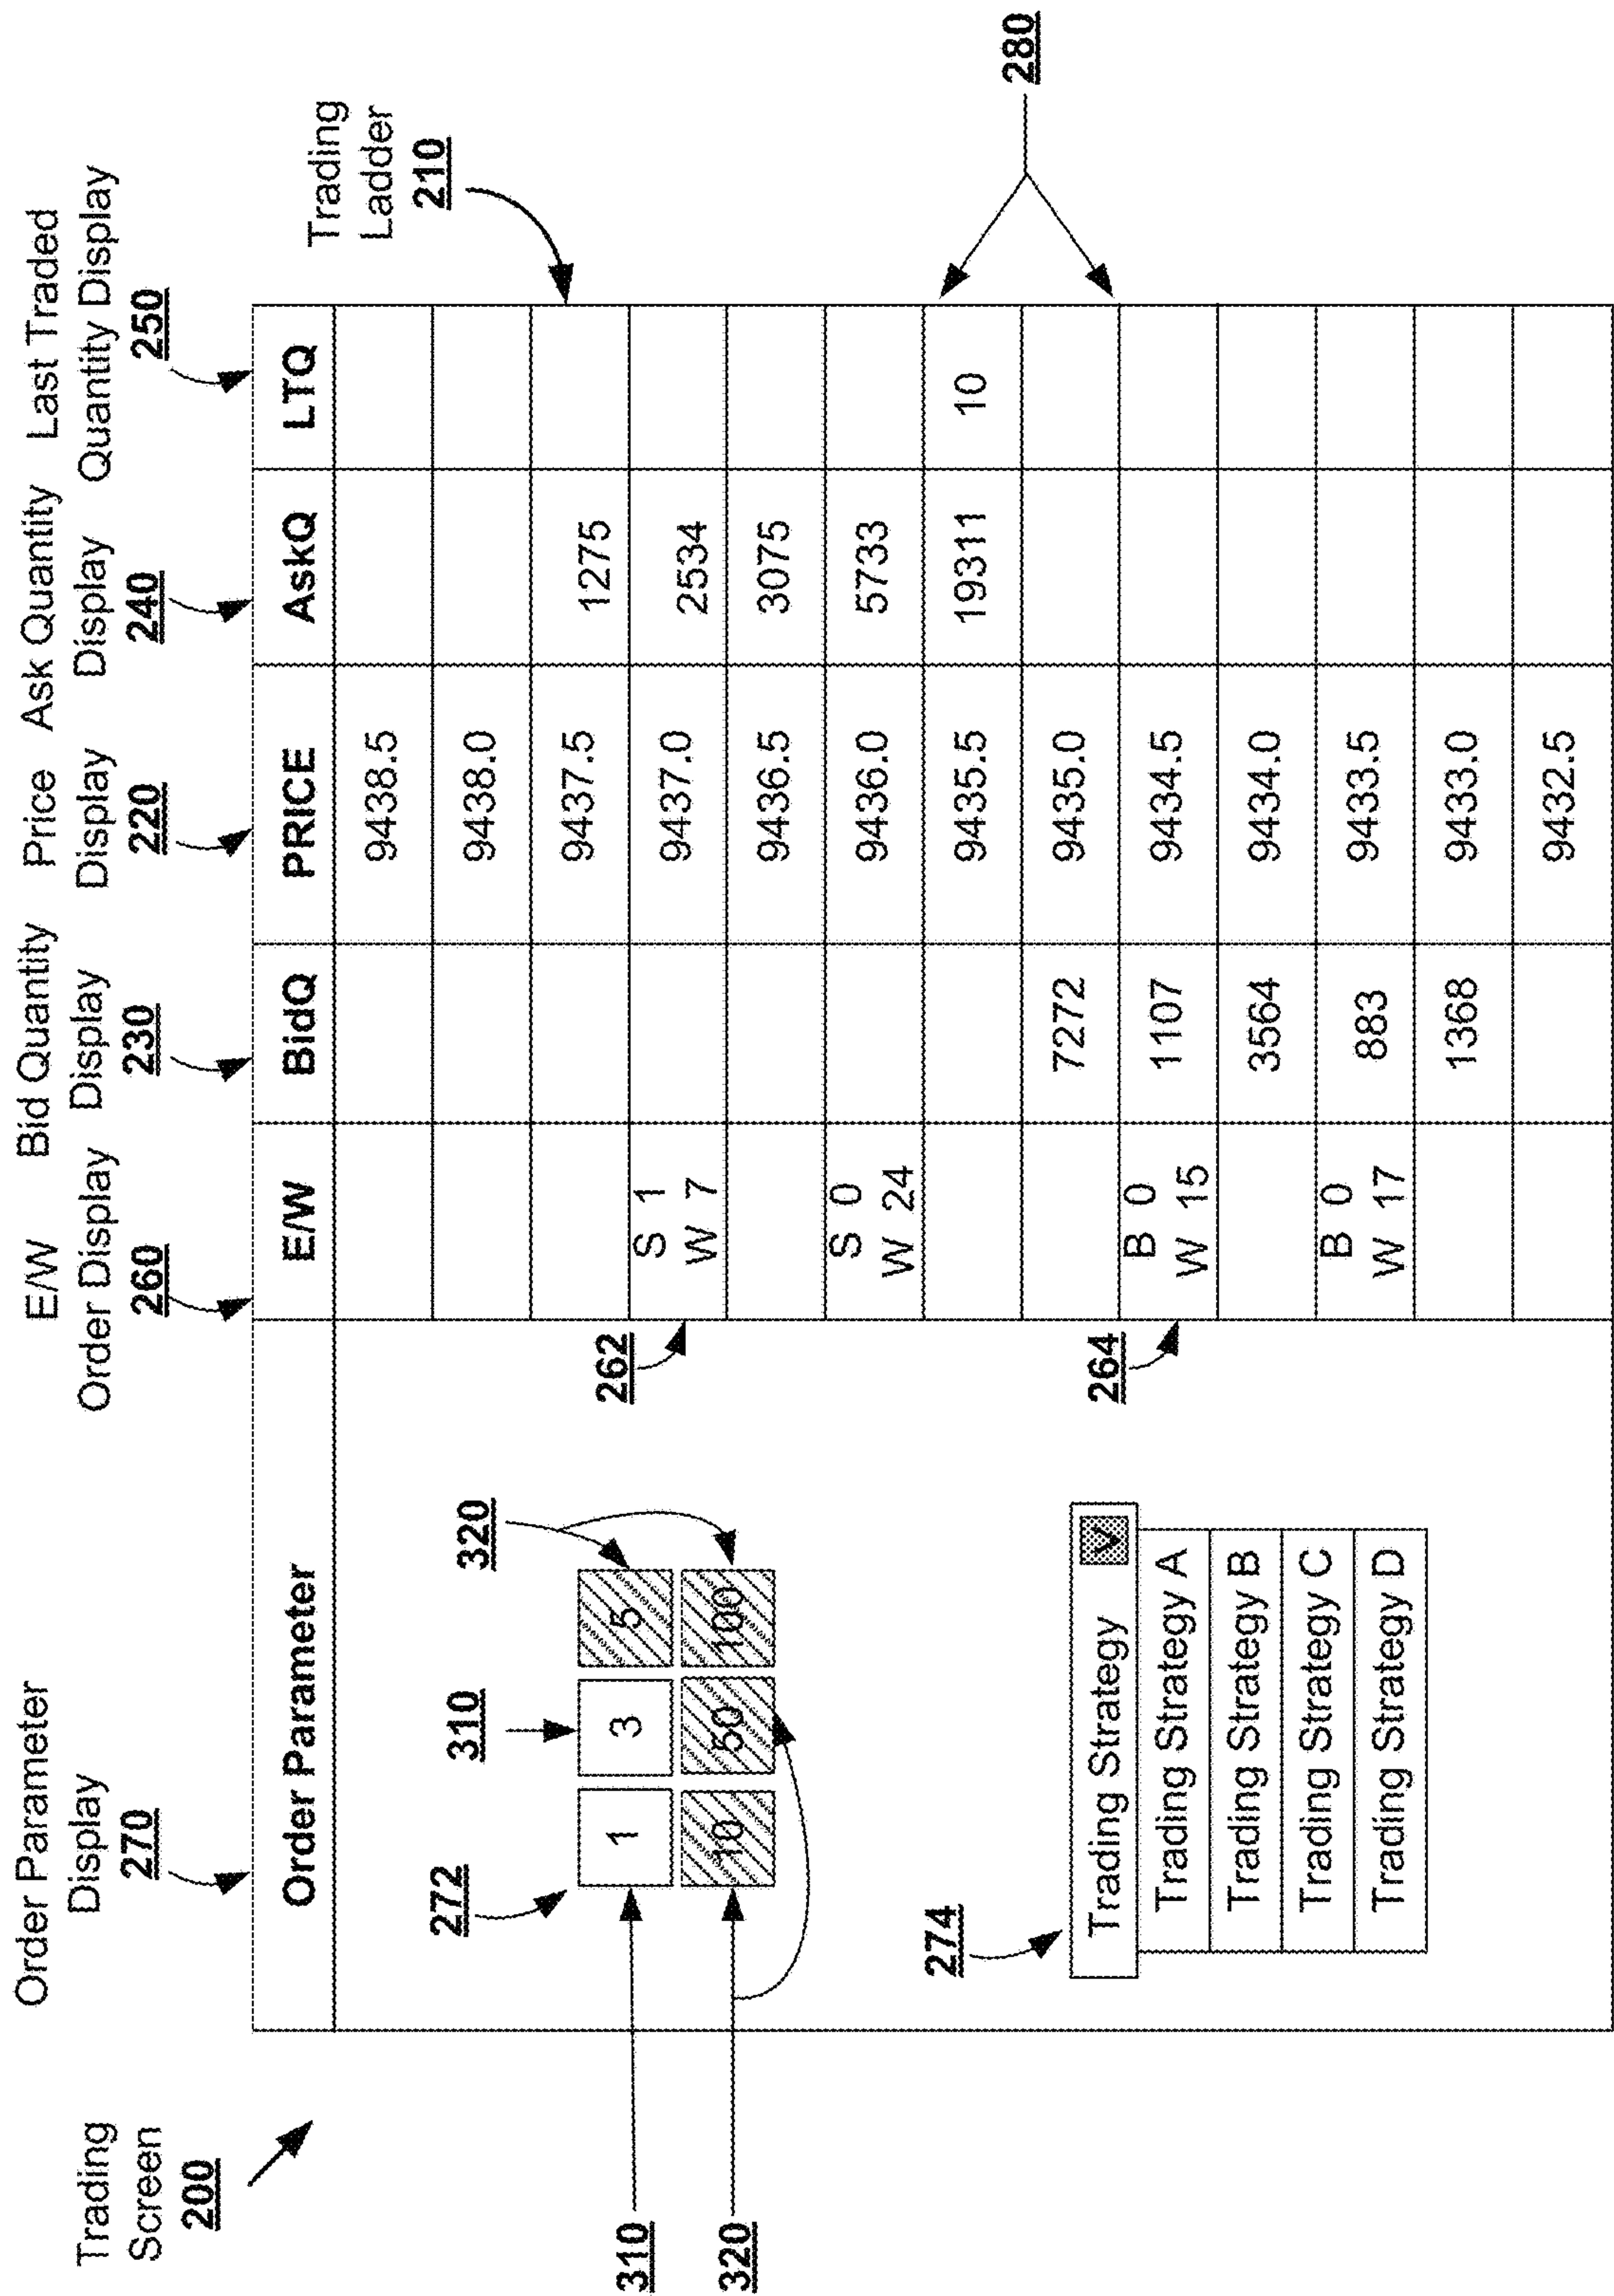 Trading
Screen
200
Order Parameter
Display
270
E/W
Order Display
260
Bid Quantity
Display
230
Price
Display
220
Ask Quantity
Display
240
Last Traded
Quantity Display
250
Trading
Ladder
210
Order Parameter E/W BidQ PRICE AskQ LTQ
9438.5
9438.0
9437.5 1275
262
S 1
W 7
9437.0 2534
9436.5 3075
S 0
W 24
9436.0 5733
9435.5 19311 10
280
7272 9435.0
264
B 0
W 15
1107 9434.5
3564 9434.0
B 0
W 17
883 9433.5
1368 9433.0
9432.5
272
310
320
310
1 3 5
320
10 50 100
274
Trading Strategy V
Trading Strategy A
Trading Strategy B
Trading Strategy C
Trading Strategy D